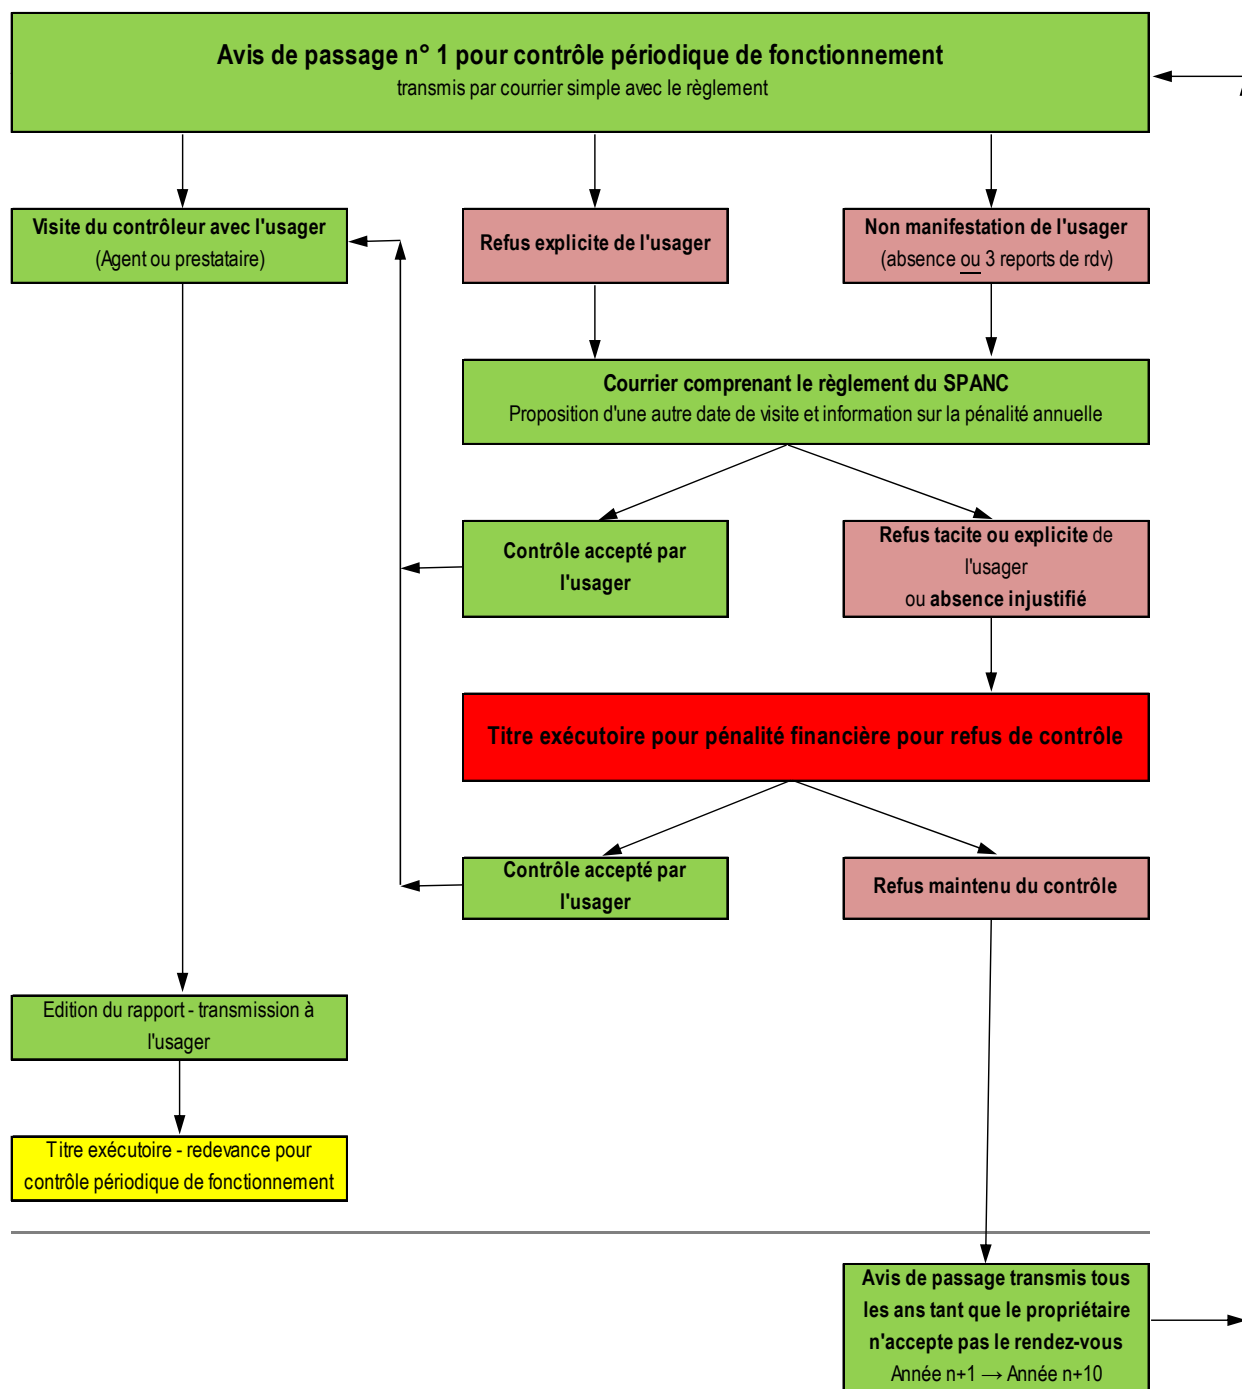 Avis de passage n° 1 pour contrôle périodique de fonctionnement
transmis par courrier simple avec le règlement
Visite du contrôleur avec l'usager
(Agent ou prestataire)
Refus explicite de l'usager
Non manifestation de l'usager
(absence ou 3 reports de rdv)
Courrier comprenant le règlement du SPANC
Proposition d'une autre date de visite et information sur la pénalité annuelle
Contrôle accepté par
l'usager
Refus tacite ou explicite de
l'usager
ou absence injustifié
Titre exécutoire pour pénalité financière pour refus de contrôle
Contrôle accepté par
l'usager
Refus maintenu du contrôle
Edition du rapport - transmission à
l'usager
Titre exécutoire - redevance pour
contrôle périodique de fonctionnement
Avis de passage transmis tous
les ans tant que le propriétaire
n'accepte pas le rendez-vous
Année n+1 → Année n+10